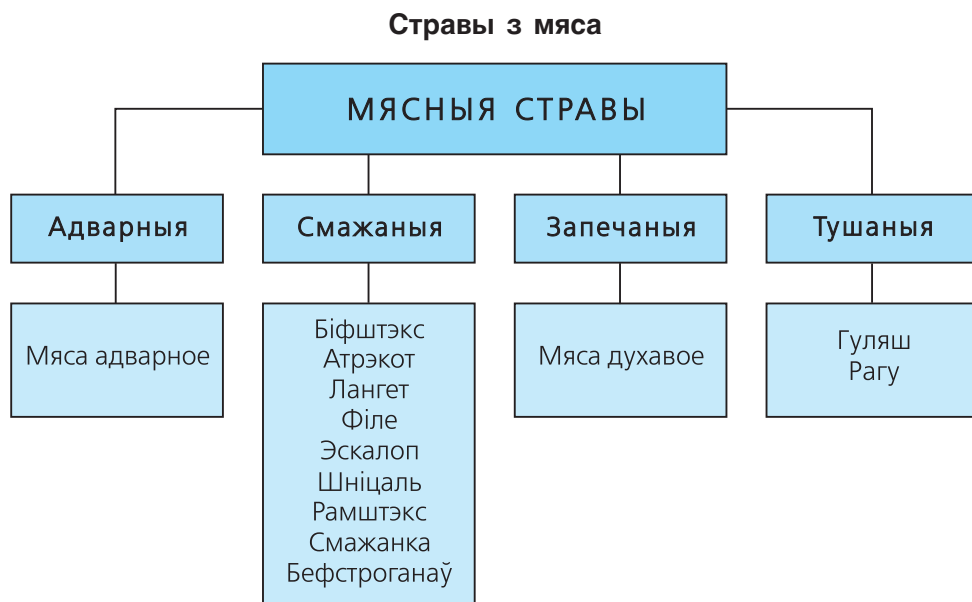 Стравы з мяса
МЯСНЫЯ СТРАВЫ
Адварныя
Смажаныя
Запечаныя
Тушаныя
Мяса адварное
Біфштэкс
Атрэкот
Лангет
Філе
Эскалоп
Шніцаль
Рамштэкс
Смажанка
Бефстроганаў
Мяса духавое
Гуляш
Рагу